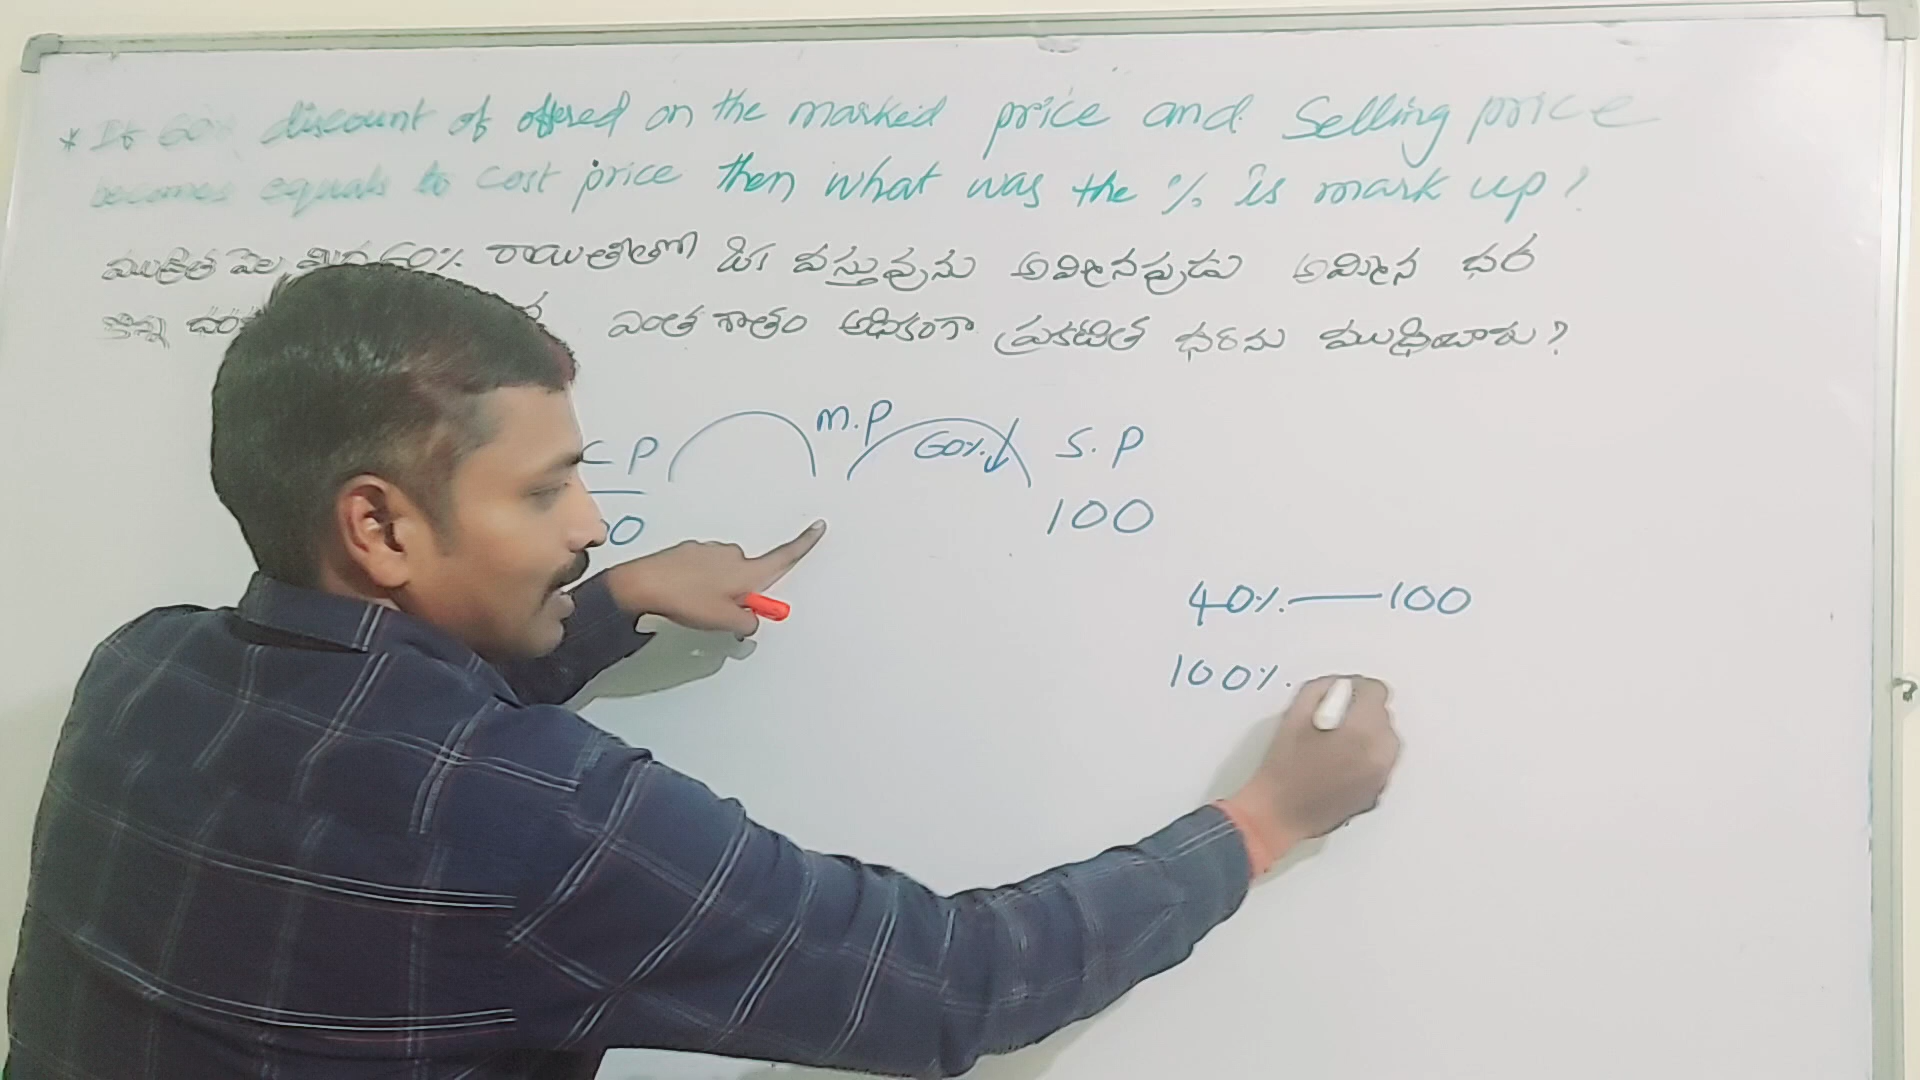 * If 60% discount of offered on the marked price and Selling price
becomes equals to cost price then what was the % is mark up?
60% రాయితీతో ఒక వస్తువును అమ్మినపుడు అమ్మిన ధర
కొన్న ఎంత శాతం అధికంగా ప్రకటిత ధరను ముద్రించారు?
C P M.P 60% ↓ S.P
00 100
40% — 100
100%